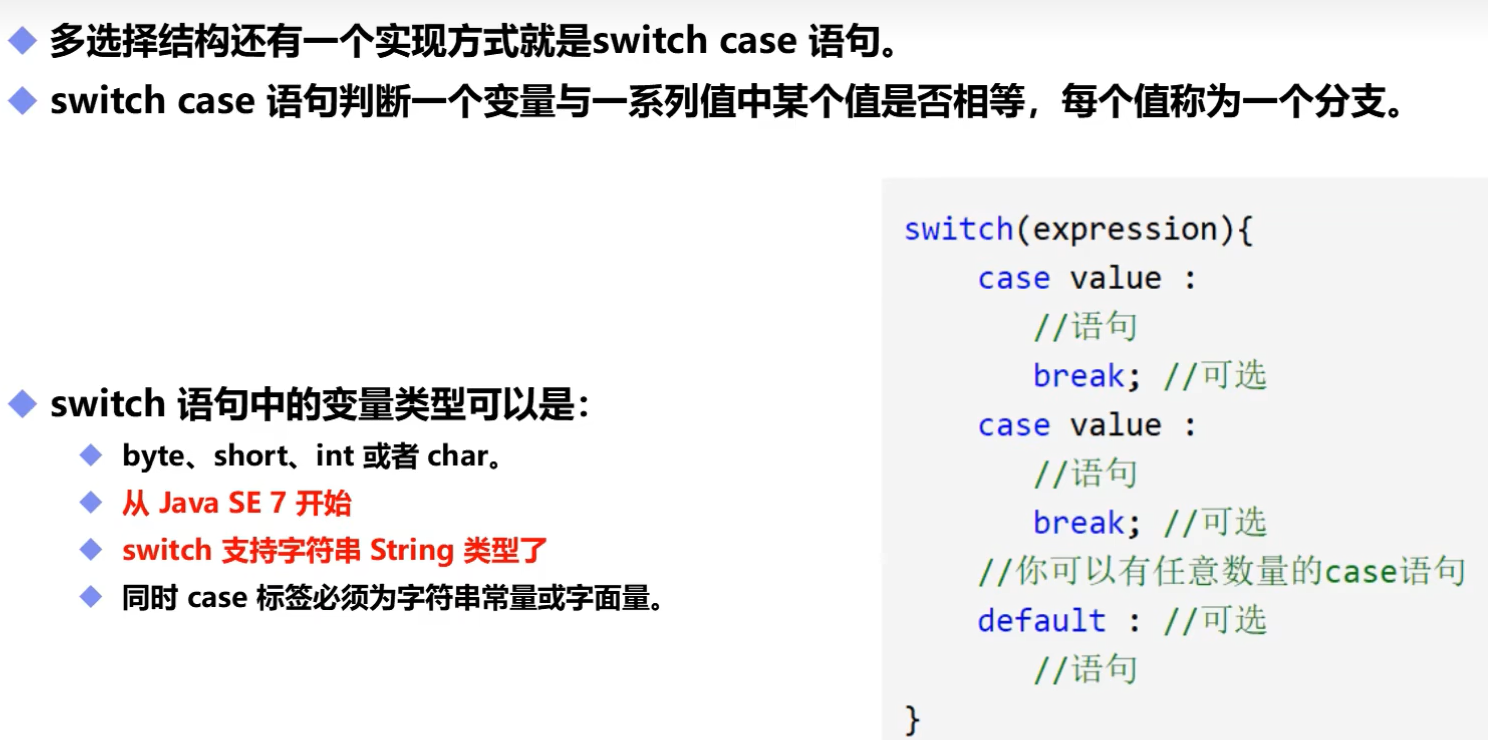 多选择结构还有一个实现方式就是switch case 语句。
switch case 语句判断一个变量与一系列值中某个值是否相等，每个值称为一个分支。
switch 语句中的变量类型可以是：
byte、short、int 或者 char。
从 Java SE 7 开始
switch 支持字符串 String 类型了
同时 case 标签必须为字符串常量或字面量。
switch(expression){
    case value :
       //语句
       break; //可选
    case value :
       //语句
       break; //可选
    //你可以有任意数量的case语句
    default : //可选
       //语句
}